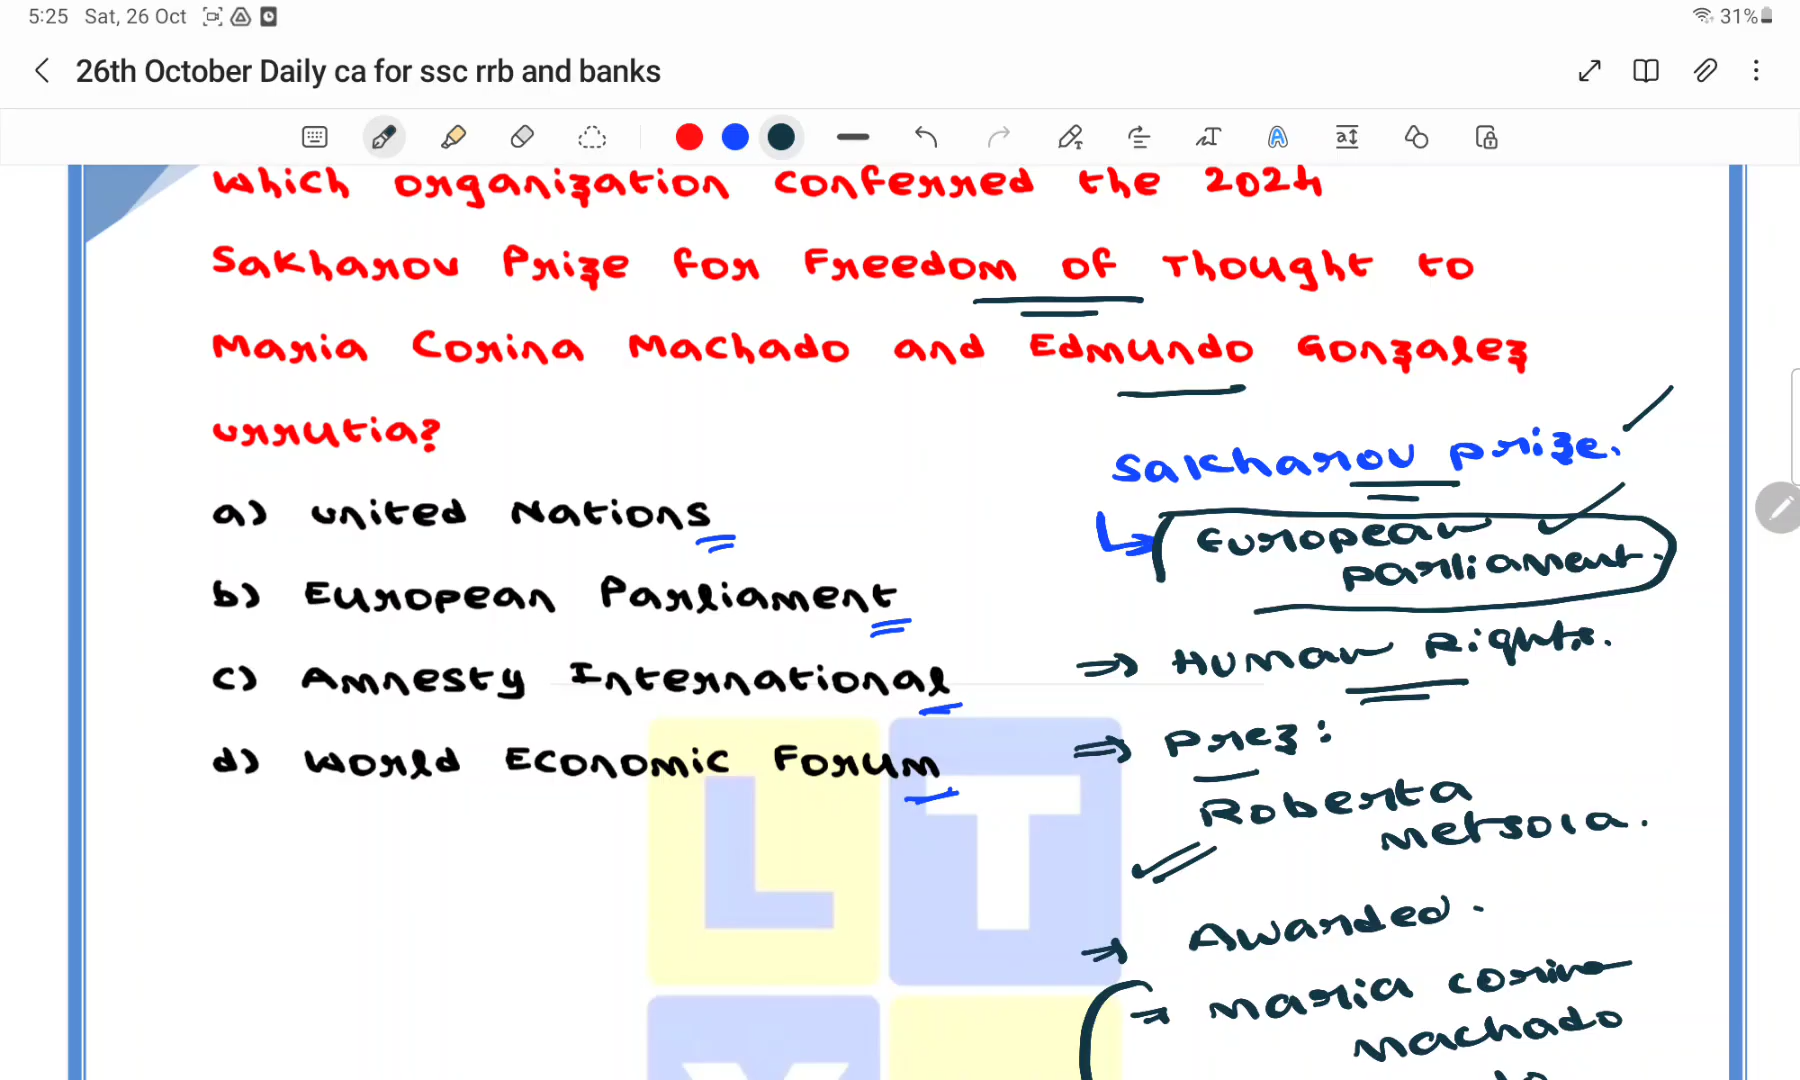 5:25 Sat, 26 Oct
31%
26th October Daily ca for ssc rrb and banks
Which organization conferred the 2024
Sakharov Prize for Freedom of Thought to
Maria Corina Machado and Edmundo Gonzalez
Urrutia?
a) United Nations
b) European Parliament
c) Amnesty International
d) World Economic Forum
Sakharov prize.
European
parliament.
⇒ Human Rights.
⇒ Prez:
Roberta
metsola.
→ Awarded.
→ maria corina
machado
L T